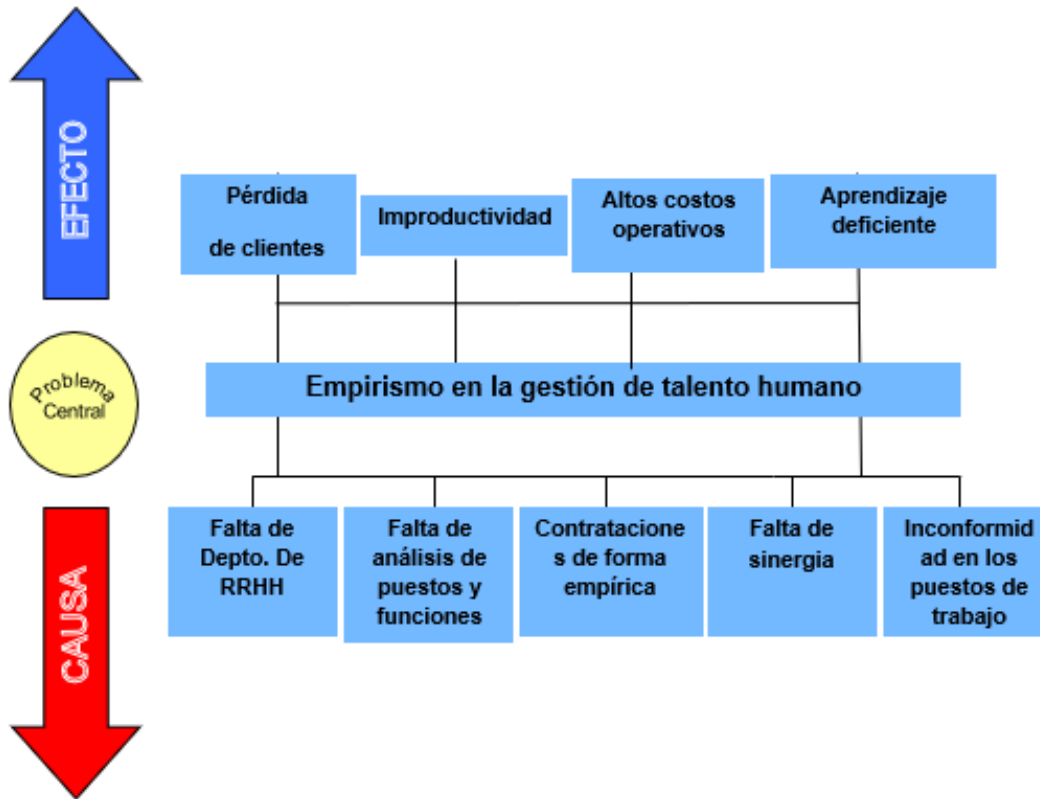 EFECTO
Pérdida
de clientes
Improductividad
Altos costos
operativos
Aprendizaje
deficiente
Problema
Central
Empirismo en la gestión de talento humano
CAUSA
Falta de
Depto. De
RRHH
Falta de
análisis de
puestos y
funciones
Contratacione
s de forma
empírica
Falta de
sinergia
Inconformid
ad en los
puestos de
trabajo